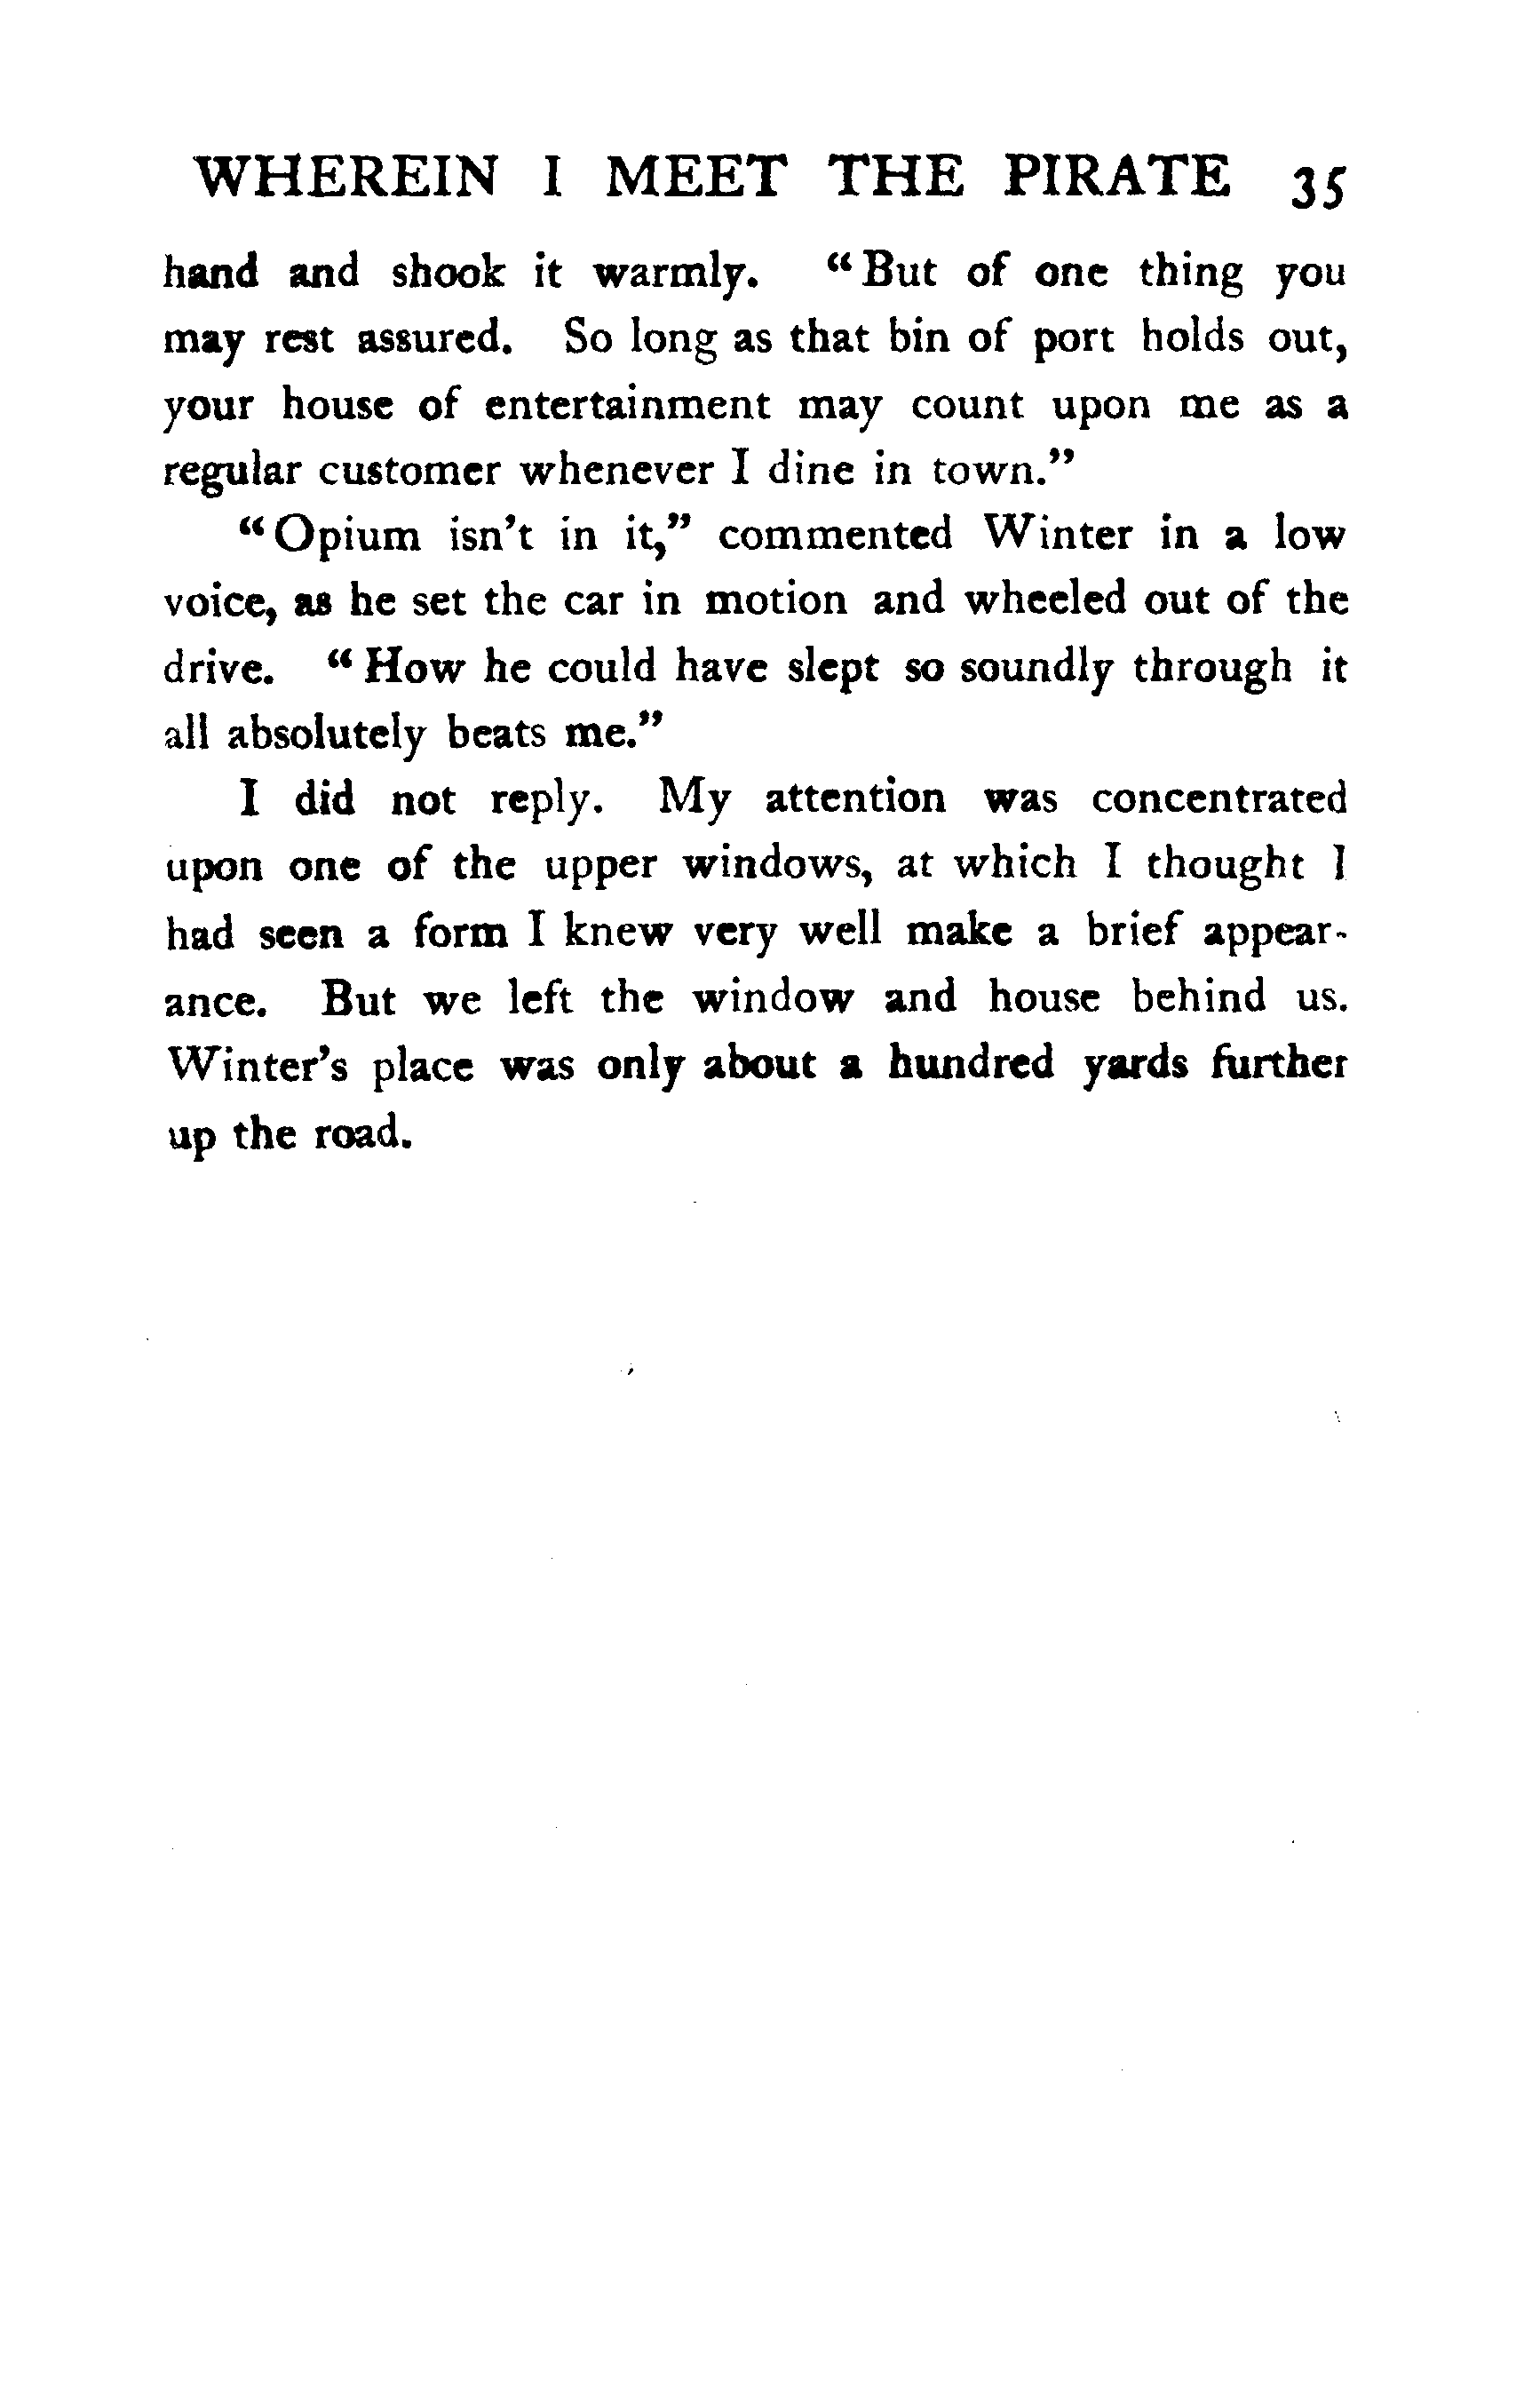 WHEREIN I MEET THE PIRATE 35
hand and shook it warmly. "But of one thing you
may rest assured. So long as that bin of port holds out,
your house of entertainment may count upon me as a
regular customer whenever I dine in town."
"Opium isn't in it," commented Winter in a low
voice, as he set the car in motion and wheeled out of the
drive. "How he could have slept so soundly through it
all absolutely beats me."
I did not reply. My attention was concentrated
upon one of the upper windows, at which I thought I
had seen a form I knew very well make a brief appear-
ance. But we left the window and house behind us.
Winter's place was only about a hundred yards further
up the road.